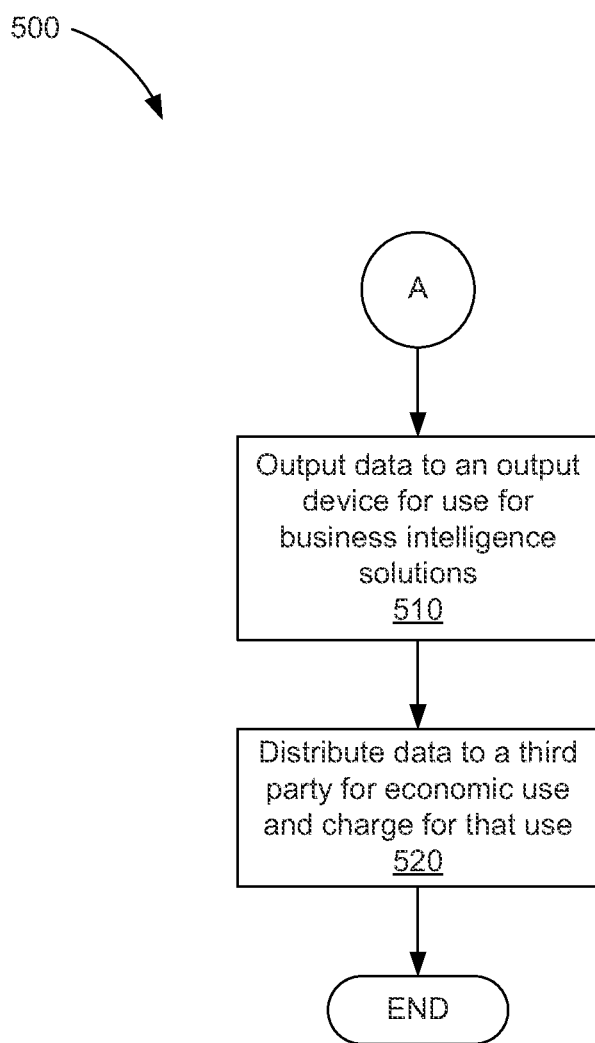 500
A
Output data to an output
device for use for
business intelligence
solutions
510
Distribute data to a third
party for economic use
and charge for that use
520
END